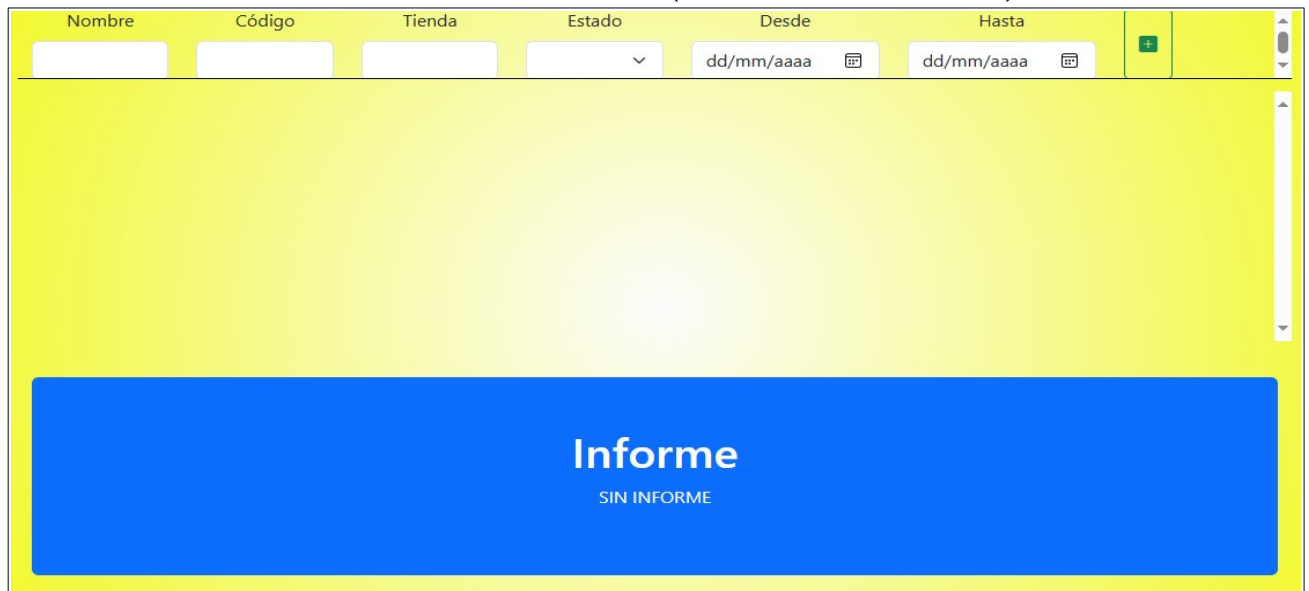 Nombre Código Tienda Estado Desde Hasta
dd/mm/aaaa dd/mm/aaaa
Informe
SIN INFORME